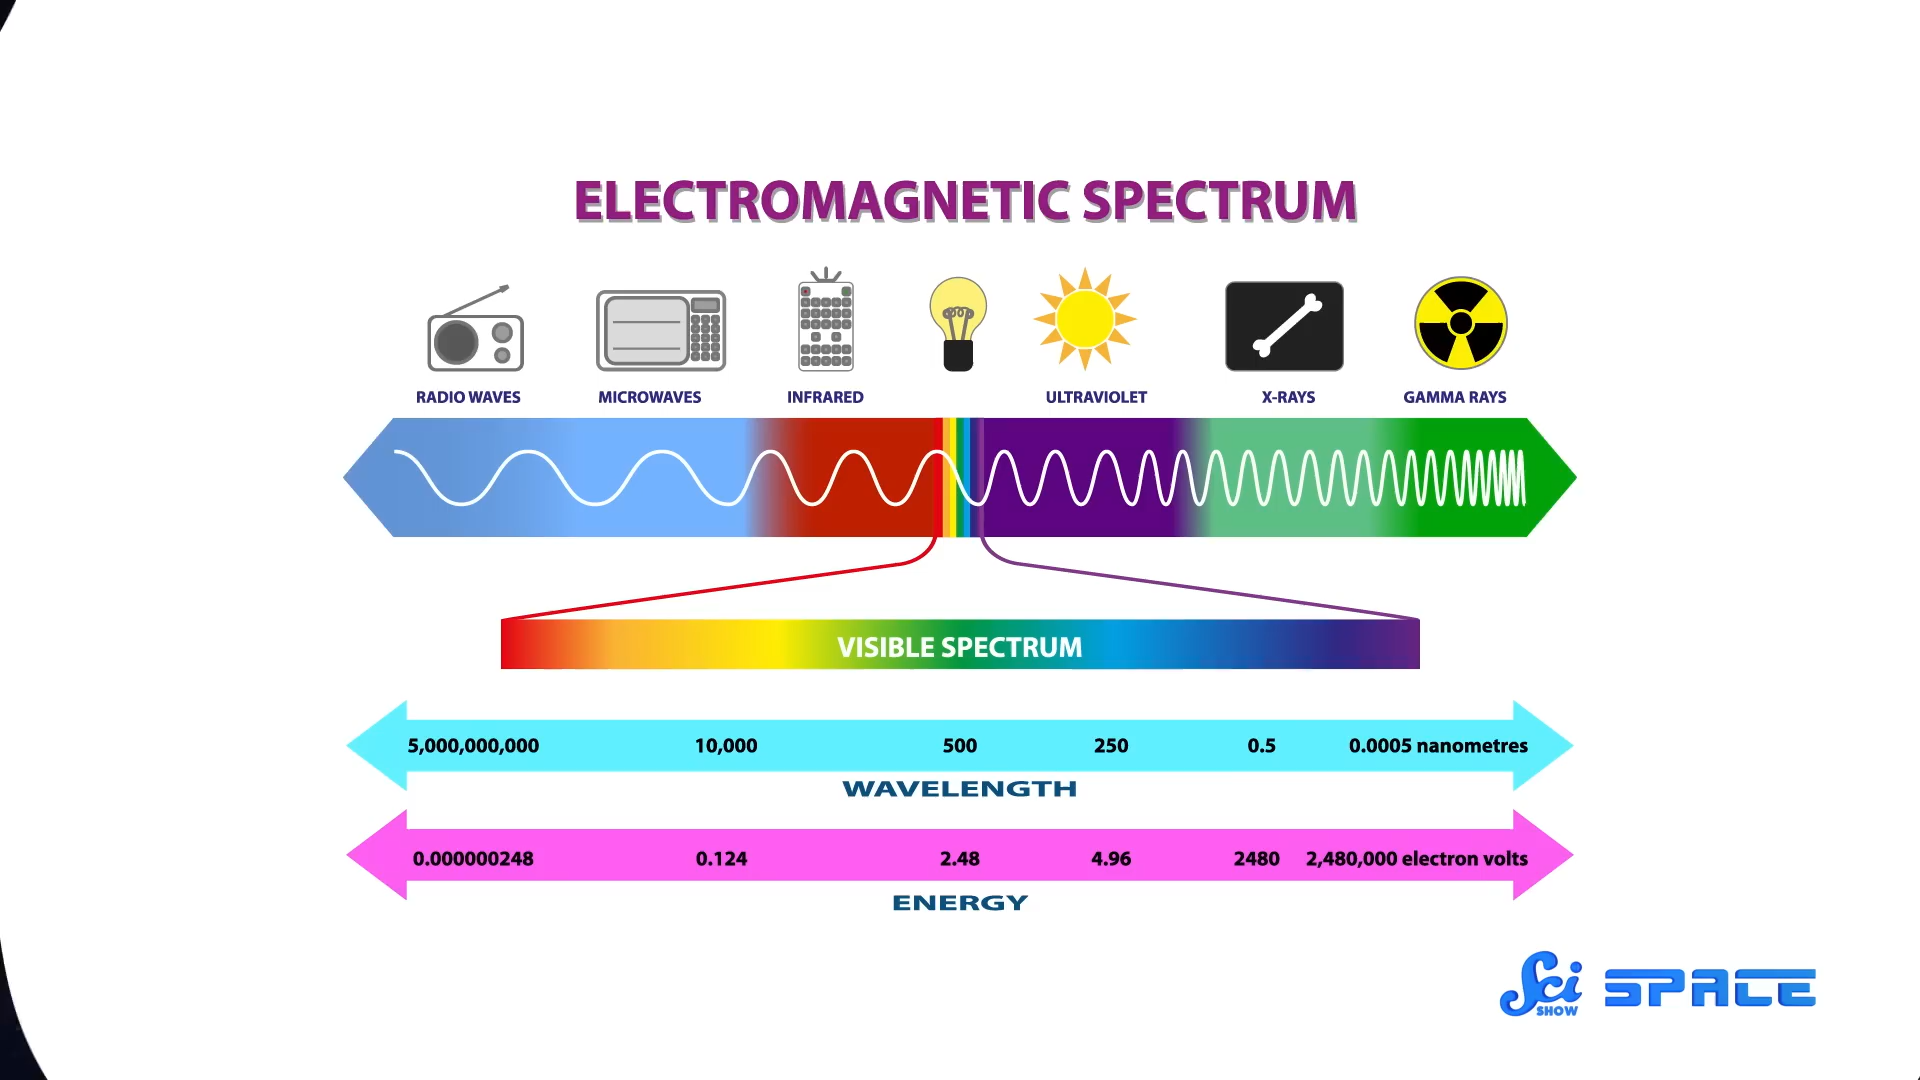 ELECTROMAGNETIC SPECTRUM
RADIO WAVES MICROWAVES INFRARED ULTRAVIOLET X-RAYS GAMMA RAYS
VISIBLE SPECTRUM
5,000,000,000 10,000 500 250 0.5 0.0005 nanometres
WAVELENGTH
0.000000248 0.124 2.48 4.96 2480 2,480,000 electron volts
ENERGY
Sci SHOW SPACE